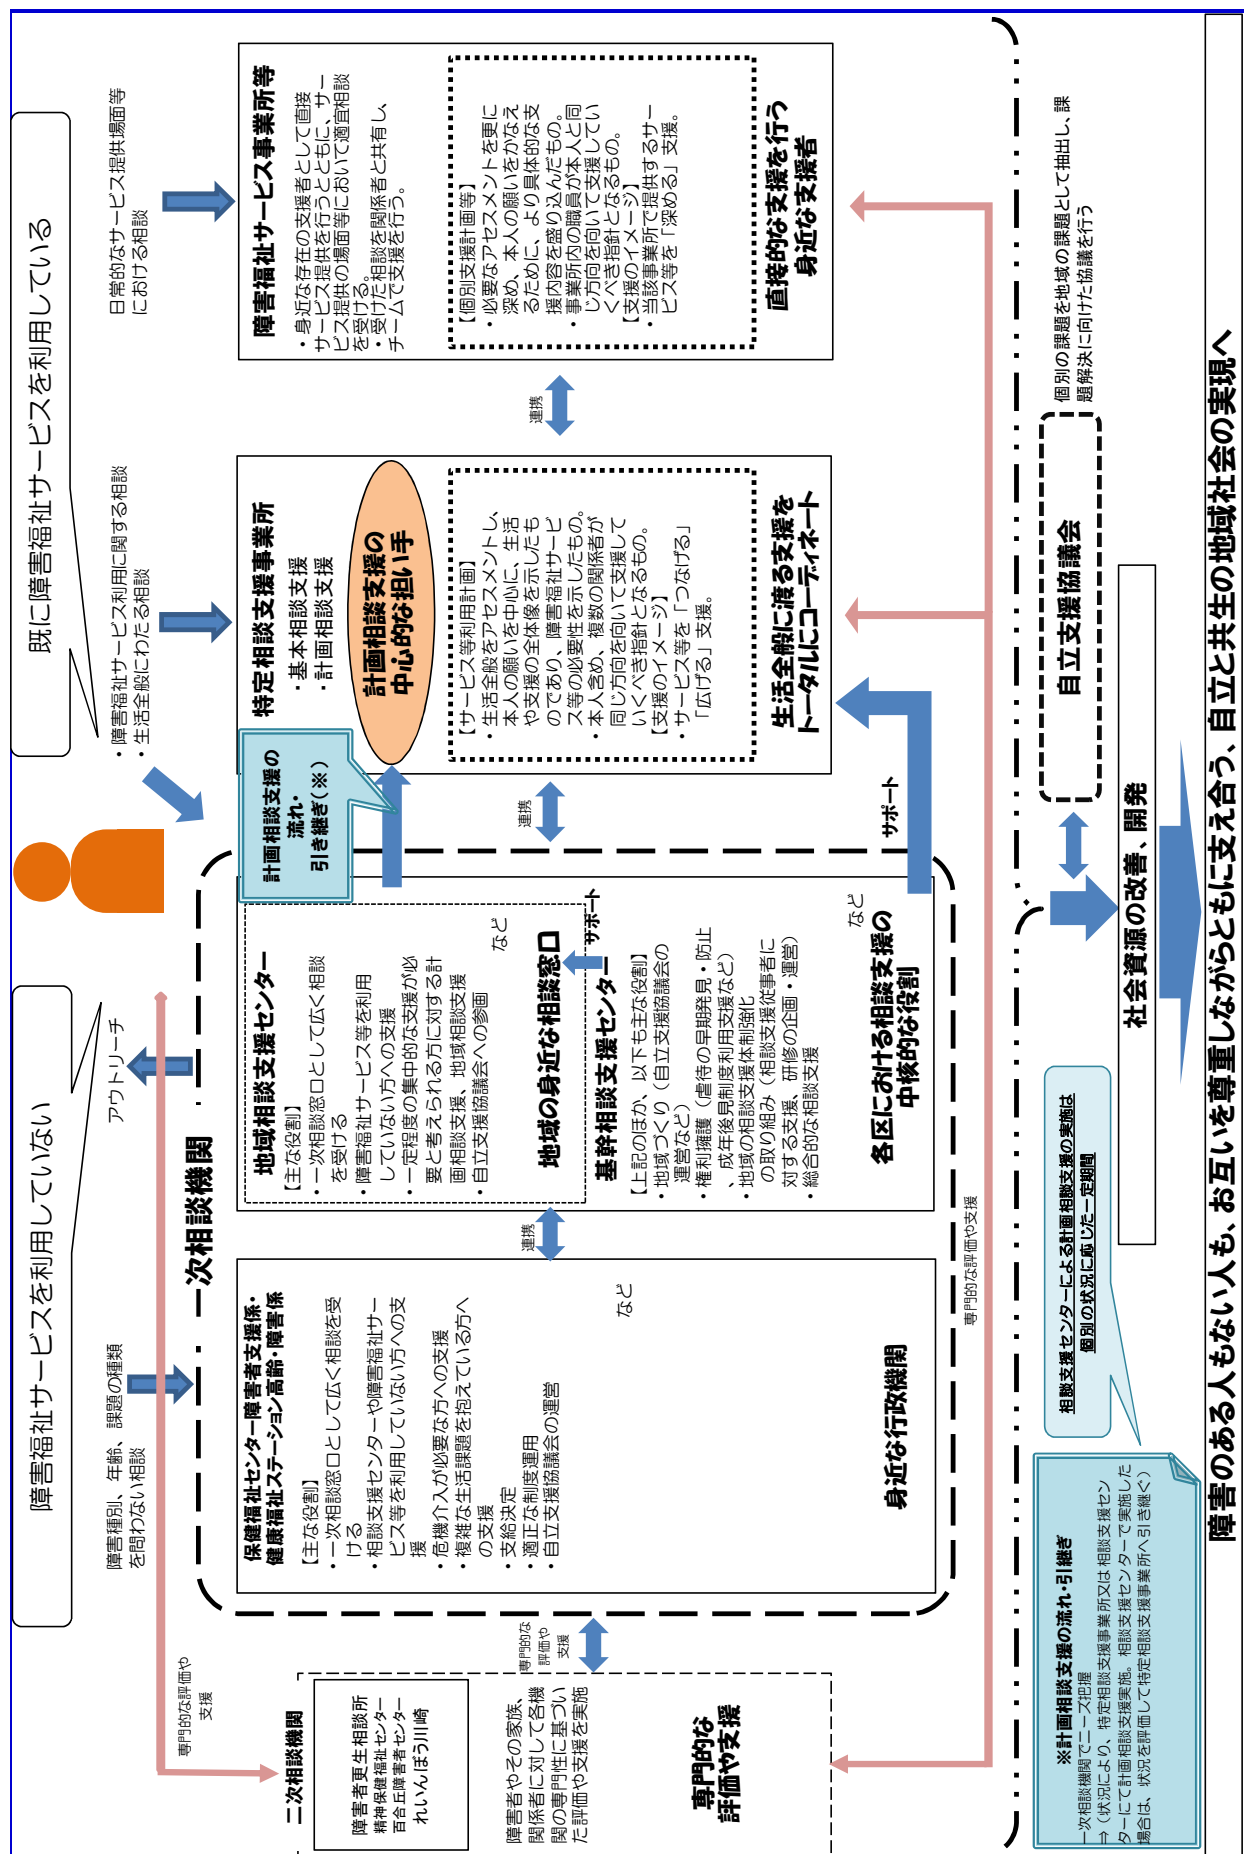 障害福祉サービスを利用していない
既に障害福祉サービスを利用している
障害種別、年齢、課題の種類
を問わない相談
アウトリーチ
・障害福祉サービス利用に関する相談
・生活全般にわたる相談
日常的なサービス提供場面等
における相談
専門的な評価や
支援
二次相談機関
障害者更生相談所
精神保健福祉センター
百合丘障害者センター
れいんぼう川崎
障害者やその家族、
関係者に対して各機
関の専門性に基づい
た評価や支援を実施
専門的な
評価や支援
専門的な
評価や
支援
一次相談機関
保健福祉センター障害者支援係・
健康福祉ステーション高齢・障害係
【主な役割】
・一次相談窓口として広く相談を受
ける
・相談支援センターや障害福祉サー
ビス等を利用していない方への支
援
・危機介入が必要な方への支援
・複雑な生活課題を抱えている方へ
の支援
・支給決定
・適正な制度運用
・自立支援協議会の運営
など
身近な行政機関
連携
地域相談支援センター
【主な役割】
・一次相談窓口として広く相談
を受ける
・障害福祉サービス等を利用
していない方への支援
・一定程度の集中的な支援が必
要と考えられる方に対する計
画相談支援、地域相談支援
・自立支援協議会への参画
など
地域の身近な相談窓口
サポート
基幹相談支援センター
【上記のほか、以下も主な役割】
・地域づくり（自立支援協議会の
運営など）
・権利擁護（虐待の早期発見・防止
、成年後見制度利用支援など）
・地域の相談支援体制強化
の取り組み（相談支援従事者に
対する支援、研修の企画・運営）
・総合的な相談支援
など
各区における相談支援の
中核的な役割
計画相談支援の
流れ・
引き継ぎ(※)
連携
サポート
特定相談支援事業所
・基本相談支援
・計画相談支援
計画相談支援の
中心的な担い手
【サービス等利用計画】
・生活全般をアセスメントし、
本人の願いを中心に、生活
や支援の全体像を示したも
のであり、障害福祉サービ
ス等の必要性を示したもの。
・本人含め、複数の関係者が
同じ方向を向いて支援して
いくべき指針となるもの。
【支援のイメージ】
・サービス等を「つなげる」
「広げる」支援。
生活全般に渡る支援を
トータルにコーディネート
連携
障害福祉サービス事業所等
・身近な存在の支援者として直接
サービス提供を行うとともに、サー
ビス提供の場面等において適宜相談
を受ける。
・受けた相談を関係者と共有し、
チームで支援を行う。
【個別支援計画等】
・必要なアセスメントを更に
深め、本人の願いをかなえ
るために、より具体的な支
援内容を盛り込んだもの。
・事業所内の職員が本人と同
じ方向を向いて支援してい
くべき指針となるもの。
【支援のイメージ】
・当該事業所で提供するサー
ビス等を「深める」支援。
直接的な支援を行う
身近な支援者
専門的な評価や支援
※計画相談支援の流れ・引継ぎ
一次相談機関でニーズ把握
⇒（状況により、特定相談支援事業所又は相談支援セン
ターにて計画相談支援実施。相談支援センターで実施した
場合は、状況を評価して特定相談支援事業所へ引き継ぐ）
相談支援センターによる計画相談支援の実施は
個別の状況に応じた一定期間
自立支援協議会
個別の課題を地域の課題として抽出し、課
題解決に向けた協議を行う
社会資源の改善、開発
障害のある人もない人も、お互いを尊重しながらともに支え合う、自立と共生の地域社会の実現へ